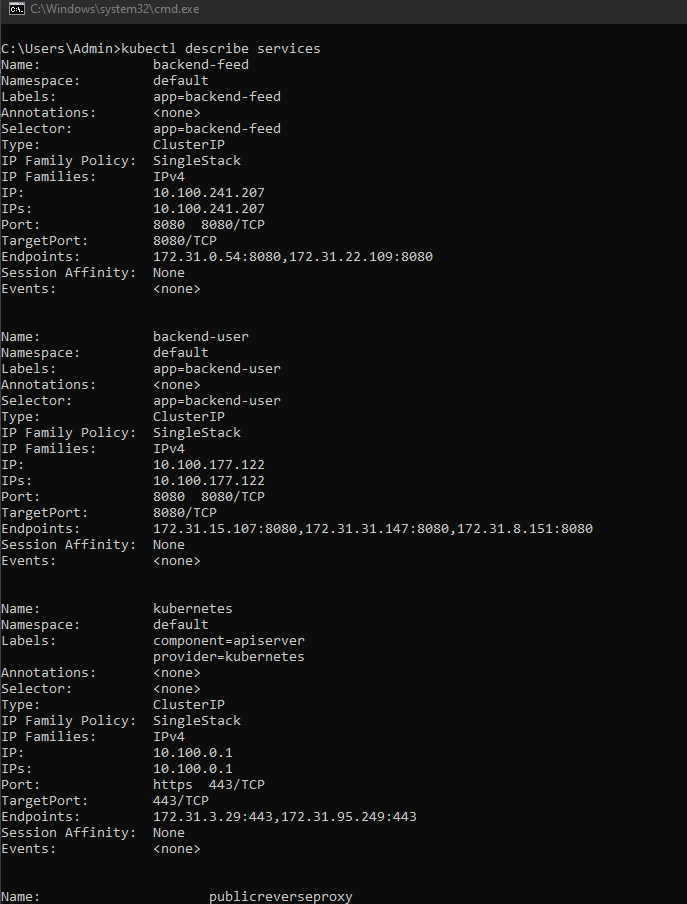 C:\Windows\system32\cmd.exe
C:\Users\Admin>kubectl describe services
Name:              backend-feed
Namespace:         default
Labels:            app=backend-feed
Annotations:       <none>
Selector:          app=backend-feed
Type:              ClusterIP
IP Family Policy:  SingleStack
IP Families:       IPv4
IP:                10.100.241.207
IPs:               10.100.241.207
Port:              8080  8080/TCP
TargetPort:        8080/TCP
Endpoints:         172.31.0.54:8080,172.31.22.109:8080
Session Affinity:  None
Events:            <none>
Name:              backend-user
Namespace:         default
Labels:            app=backend-user
Annotations:       <none>
Selector:          app=backend-user
Type:              ClusterIP
IP Family Policy:  SingleStack
IP Families:       IPv4
IP:                10.100.177.122
IPs:               10.100.177.122
Port:              8080  8080/TCP
TargetPort:        8080/TCP
Endpoints:         172.31.15.107:8080,172.31.31.147:8080,172.31.8.151:8080
Session Affinity:  None
Events:            <none>
Name:              kubernetes
Namespace:         default
Labels:            component=apiserver
                   provider=kubernetes
Annotations:       <none>
Selector:          <none>
Type:              ClusterIP
IP Family Policy:  SingleStack
IP Families:       IPv4
IP:                10.100.0.1
IPs:               10.100.0.1
Port:              https  443/TCP
TargetPort:        443/TCP
Endpoints:         172.31.3.29:443,172.31.95.249:443
Session Affinity:  None
Events:            <none>
Name:                     publicreverseproxy